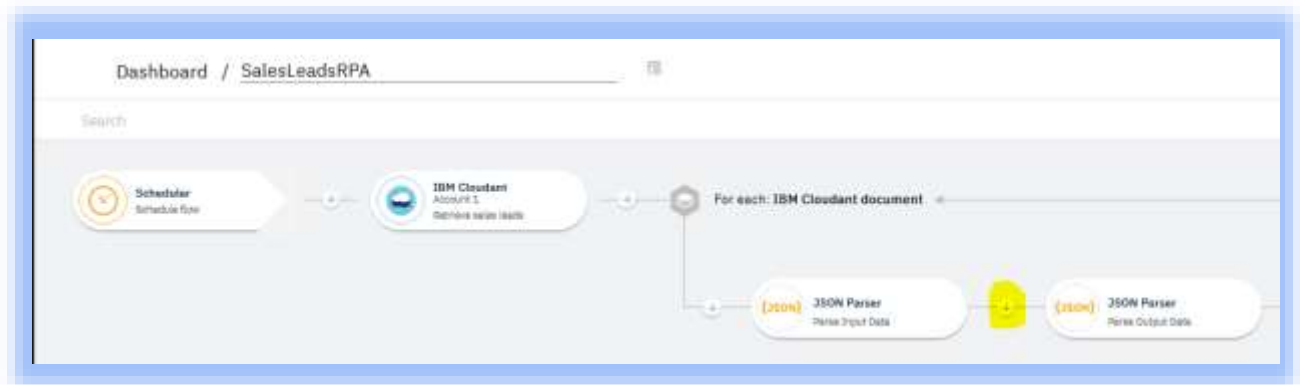 Dashboard / SalesLeadsRPA
Search
Scheduler
Schedule flow
IBM Cloudant
Account 1
Retrieve sales leads
For each: IBM Cloudant document
{JSON}
JSON Parser
Parse Input Data
{JSON}
JSON Parser
Parse Output Data